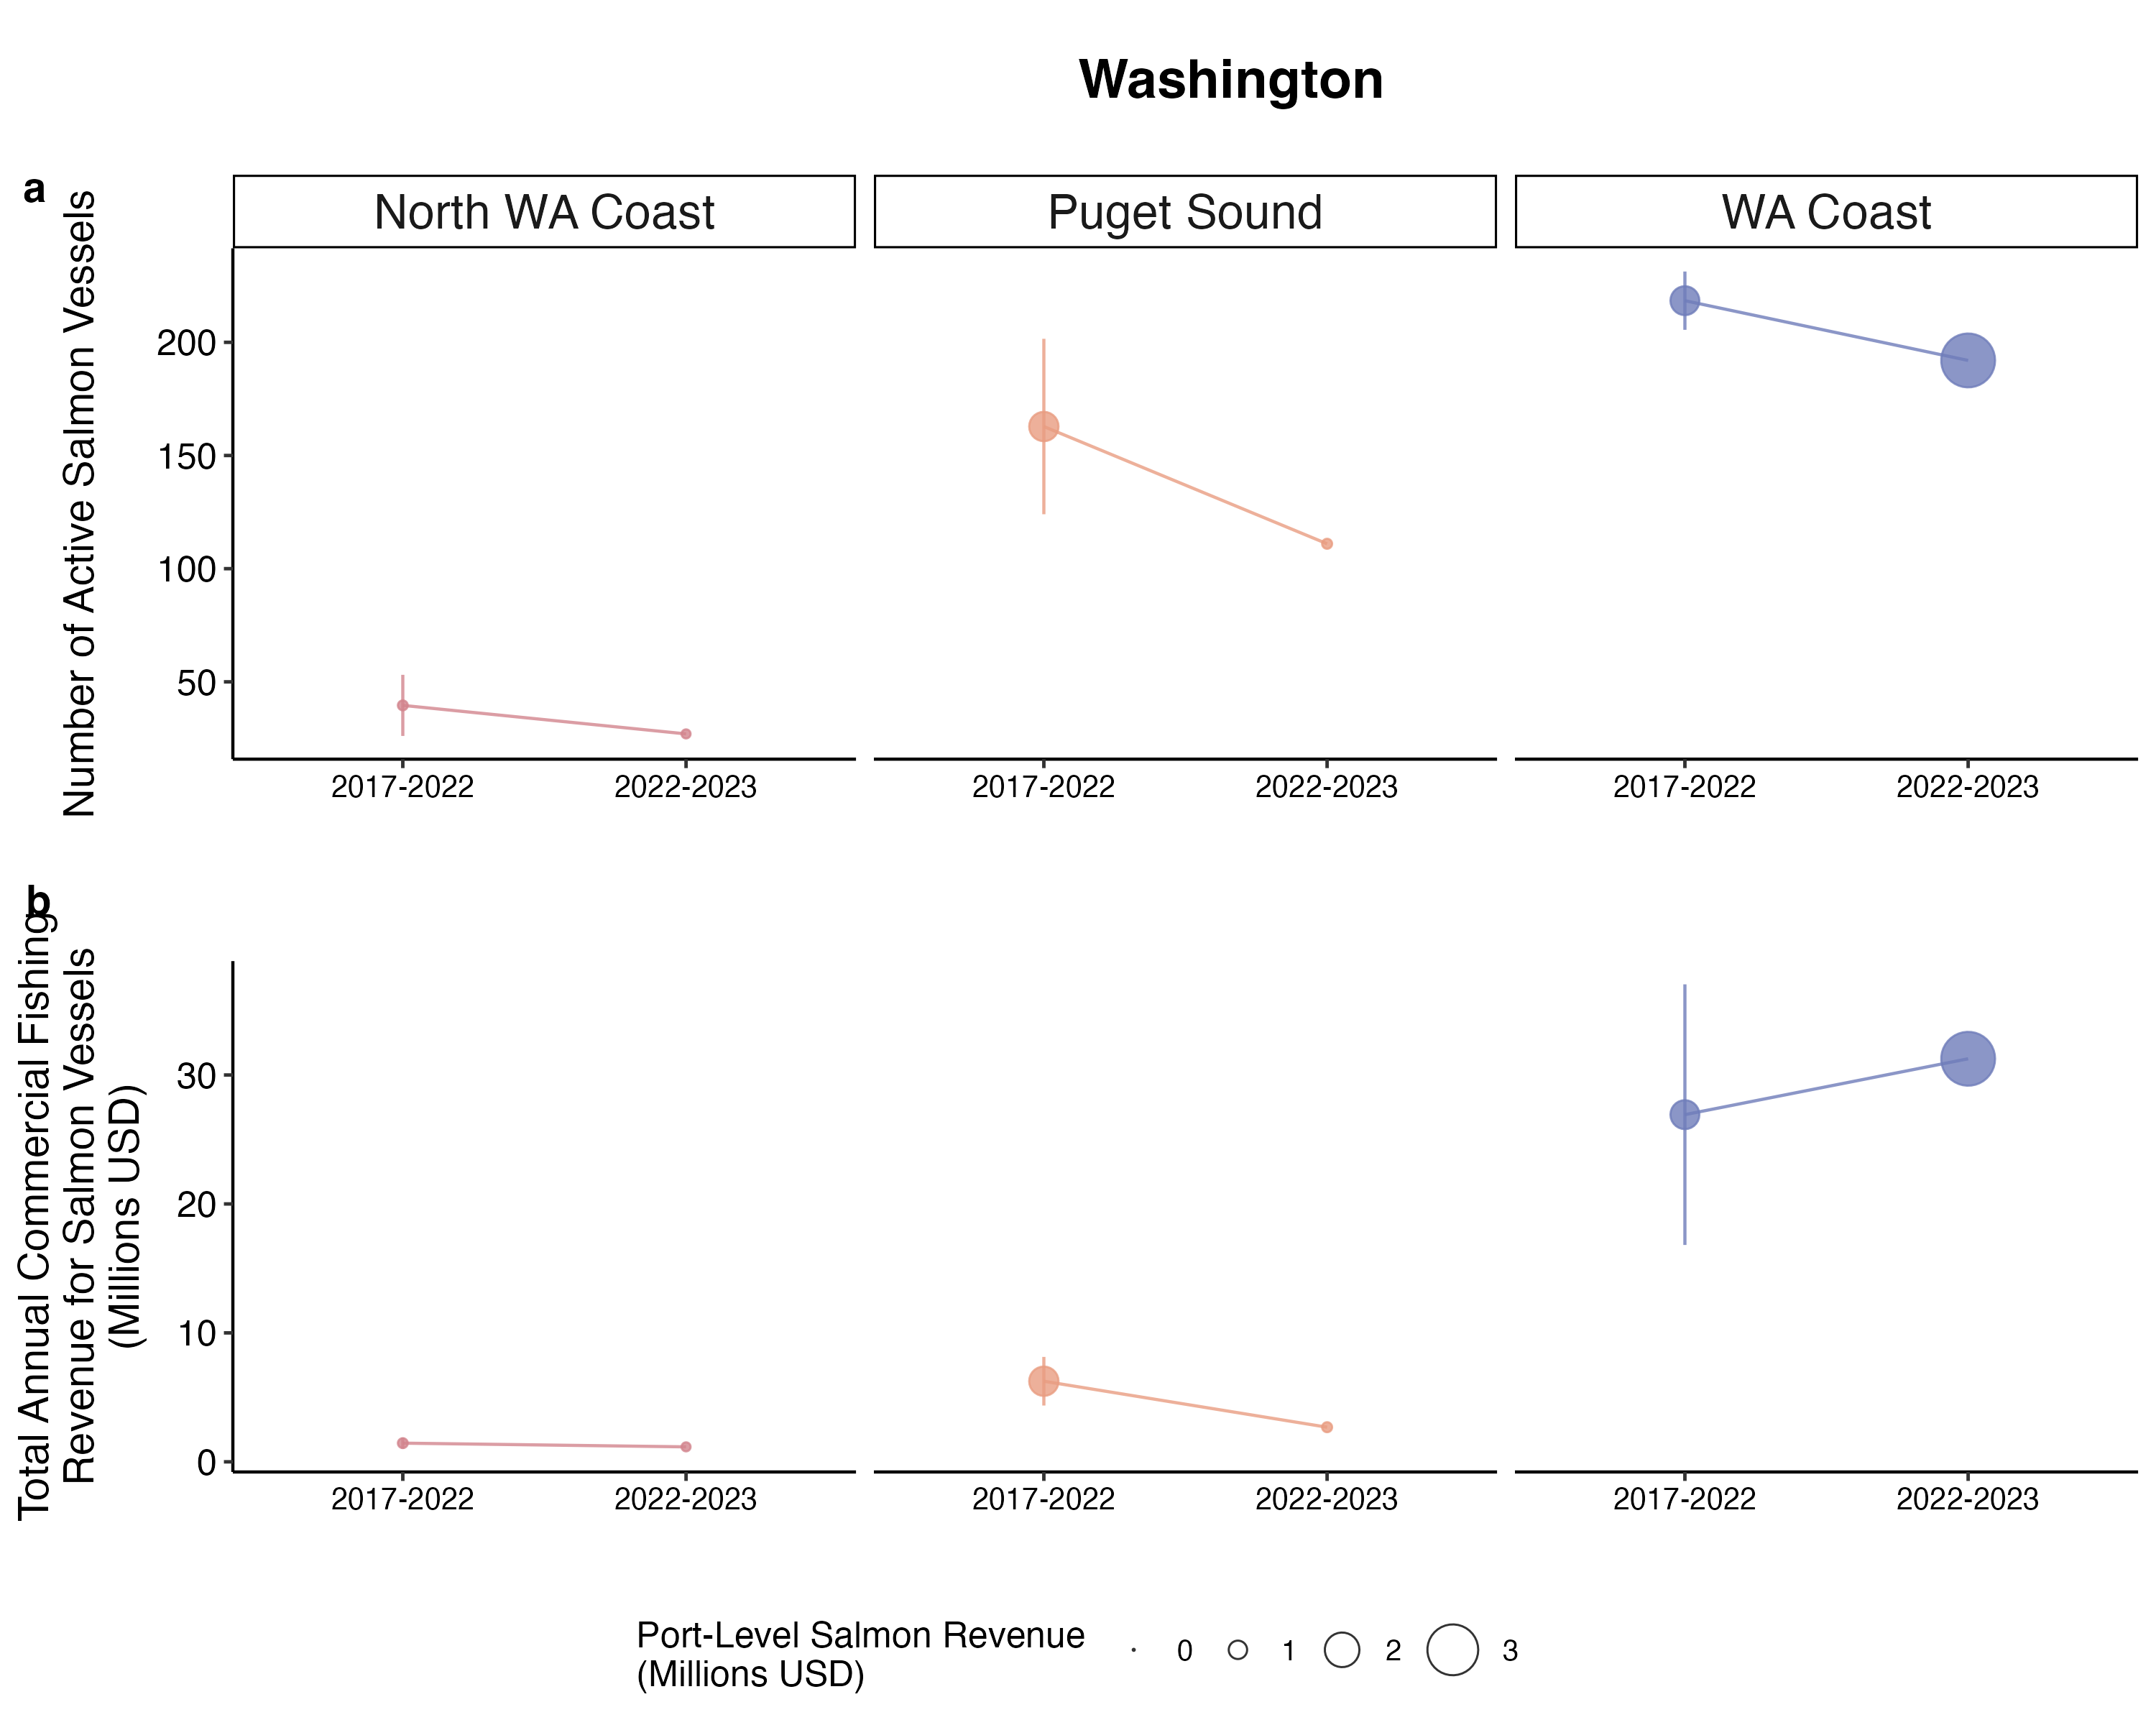 Washington
a
North WA Coast
Puget Sound
WA Coast
Number of Active Salmon Vessels
200
150
100
50
2017-2022
2022-2023
2017-2022
2022-2023
2017-2022
2022-2023
b
Total Annual Commercial Fishing
Revenue for Salmon Vessels
(Millions USD)
30
20
10
0
2017-2022
2022-2023
2017-2022
2022-2023
2017-2022
2022-2023
Port-Level Salmon Revenue
(Millions USD)
0
1
2
3